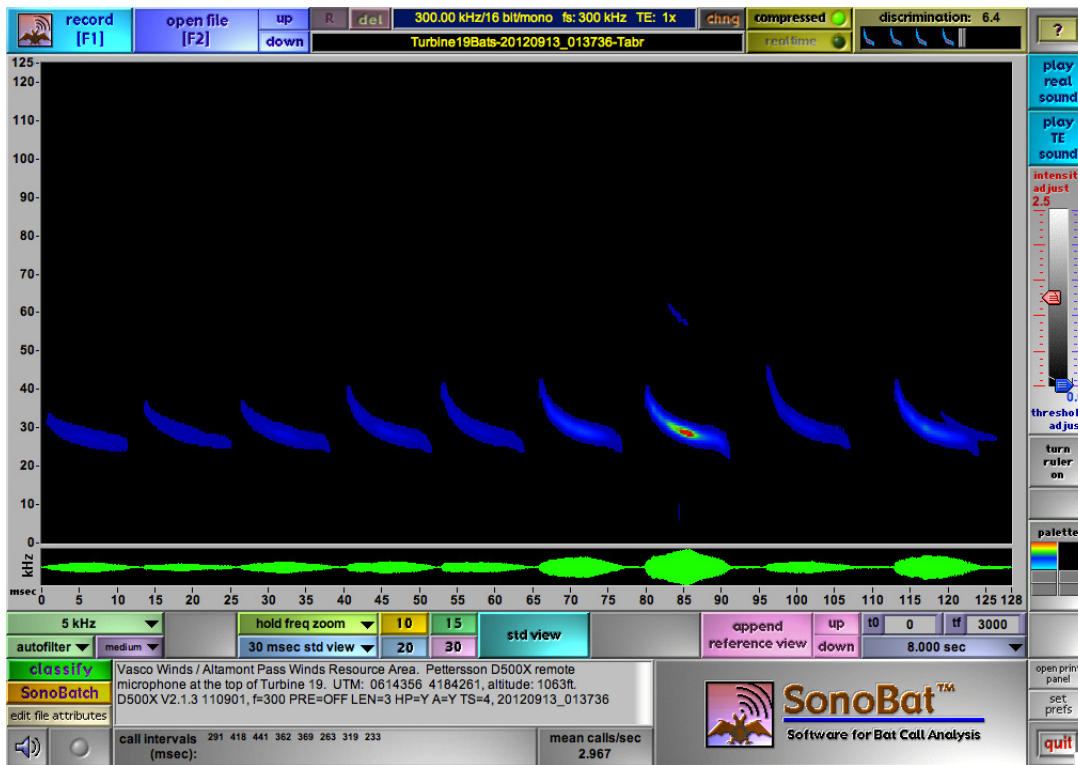 record
[F1]
open file
[F2]
up
down
R
del
300.00 kHz/16 bit/mono fs: 300 kHz TE: 1x
chng
Turbine19Bats-20120913_013736-Tabr
compressed
realtime
discrimination: 6.4
?
play
real
sound
play
TE
sound
intensit
adjust
2.5
0.
threshold
adjus
turn
ruler
on
palette
125
120
110
100
90
80
70
60
50
40
30
20
10
0
kHz
msec
0 5 10 15 20 25 30 35 40 45 50 55 60 65 70 75 80 85 90 95 100 105 110 115 120 125 128
5 kHz
autofilter
medium
hold freq zoom
30 msec std view
10
15
20
30
std view
append
reference view
up
down
t0 0 tf 3000
8.000 sec
classify
SonoBatch
edit file attributes
Vasco Winds / Altamont Pass Winds Resource Area. Pettersson D500X remote
microphone at the top of Turbine 19. UTM: 0614356 4184261, altitude: 1063ft.
D500X V2.1.3 110901, f=300 PRE=OFF LEN=3 HP=Y A=Y TS=4, 20120913_013736
call intervals
(msec):
291 418 441 362 369 263 319 233
mean calls/sec
2.967
SonoBat™
Software for Bat Call Analysis
open print
panel
set
prefs
quit